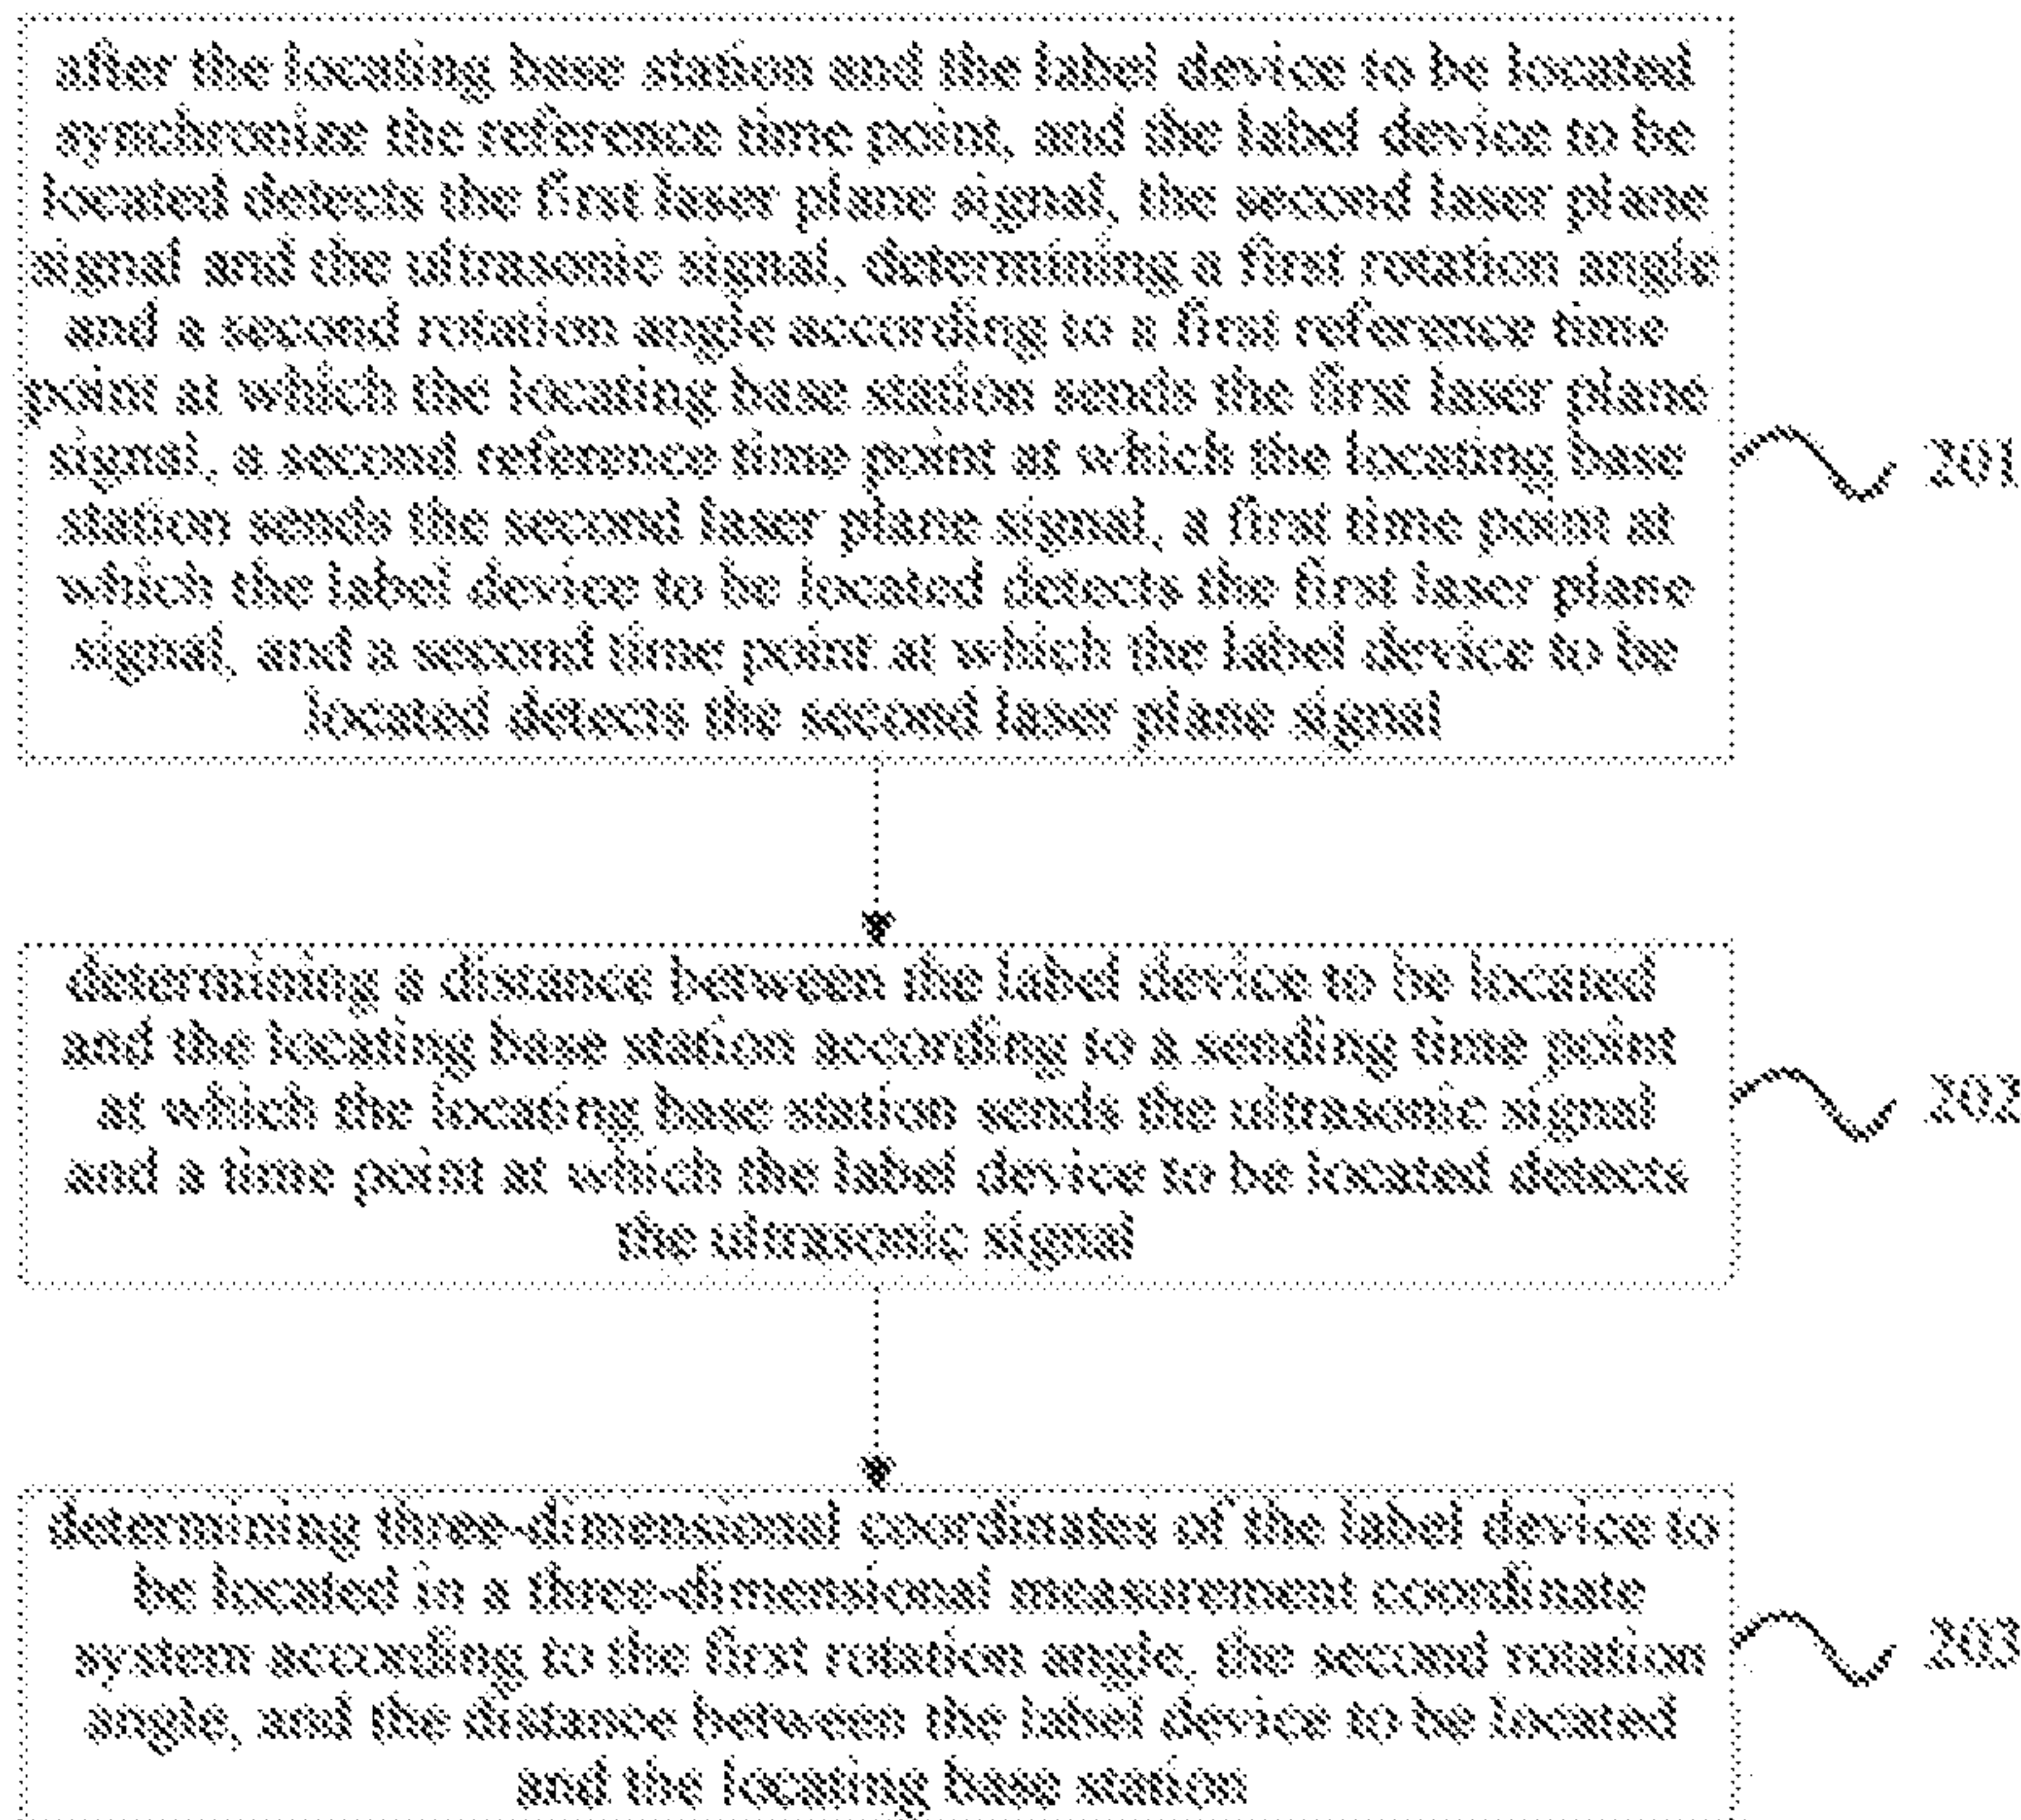 after the locating base station and the label device to be located
synchronize the reference time point, and the label device to be
located detects the first laser plane signal, the second laser plane
signal and the ultrasonic signal, determining a first rotation angle
and a second rotation angle according to a first reference time
point at which the locating base station sends the first laser plane
signal, a second reference time point at which the locating base
station sends the second laser plane signal, a first time point at
which the label device to be located detects the first laser plane
signal, and a second time point at which the label device to be
located detects the second laser plane signal
201
determining a distance between the label device to be located
and the locating base station according to a sending time point
at which the locating base station sends the ultrasonic signal
and a time point at which the label device to be located detects
the ultrasonic signal
202
determining three-dimensional coordinates of the label device to
be located in a three-dimensional measurement coordinate
system according to the first rotation angle, the second rotation
angle, and the distance between the label device to be located
and the locating base station
203